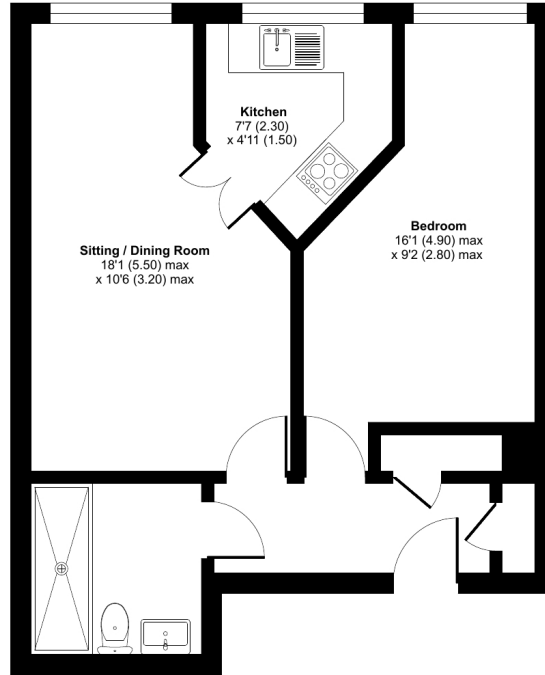 Kitchen
7'7 (2.30)
x 4'11 (1.50)
Sitting / Dining Room
18'1 (5.50) max
x 10'6 (3.20) max
Bedroom
16'1 (4.90) max
x 9'2 (2.80) max